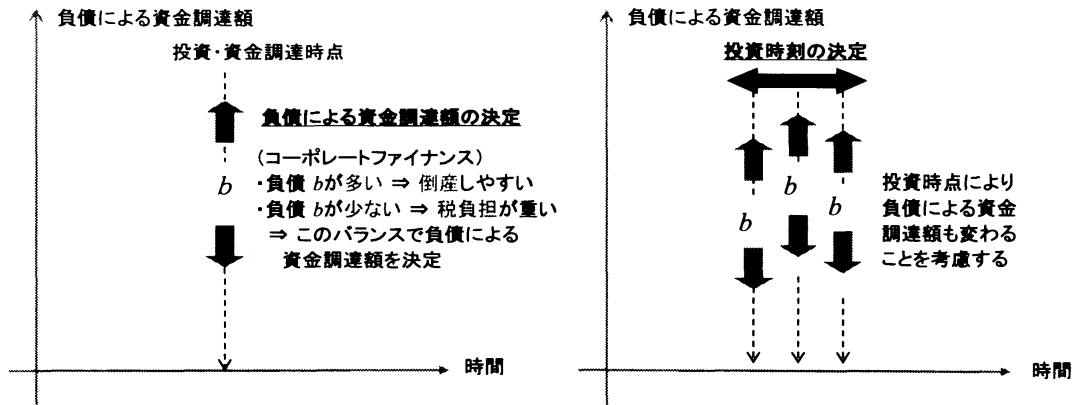 負債による資金調達額
投資・資金調達時点
負債による資金調達額の決定
(コーポレートファイナンス)
・負債 bが多い ⇒ 倒産しやすい
・負債 bが少ない ⇒ 税負担が重い
⇒ このバランスで負債による
資金調達額を決定
b
時間
負債による資金調達額
投資時刻の決定
b
b
b
投資時点により
負債による資金
調達額も変わる
ことを考慮する
時間